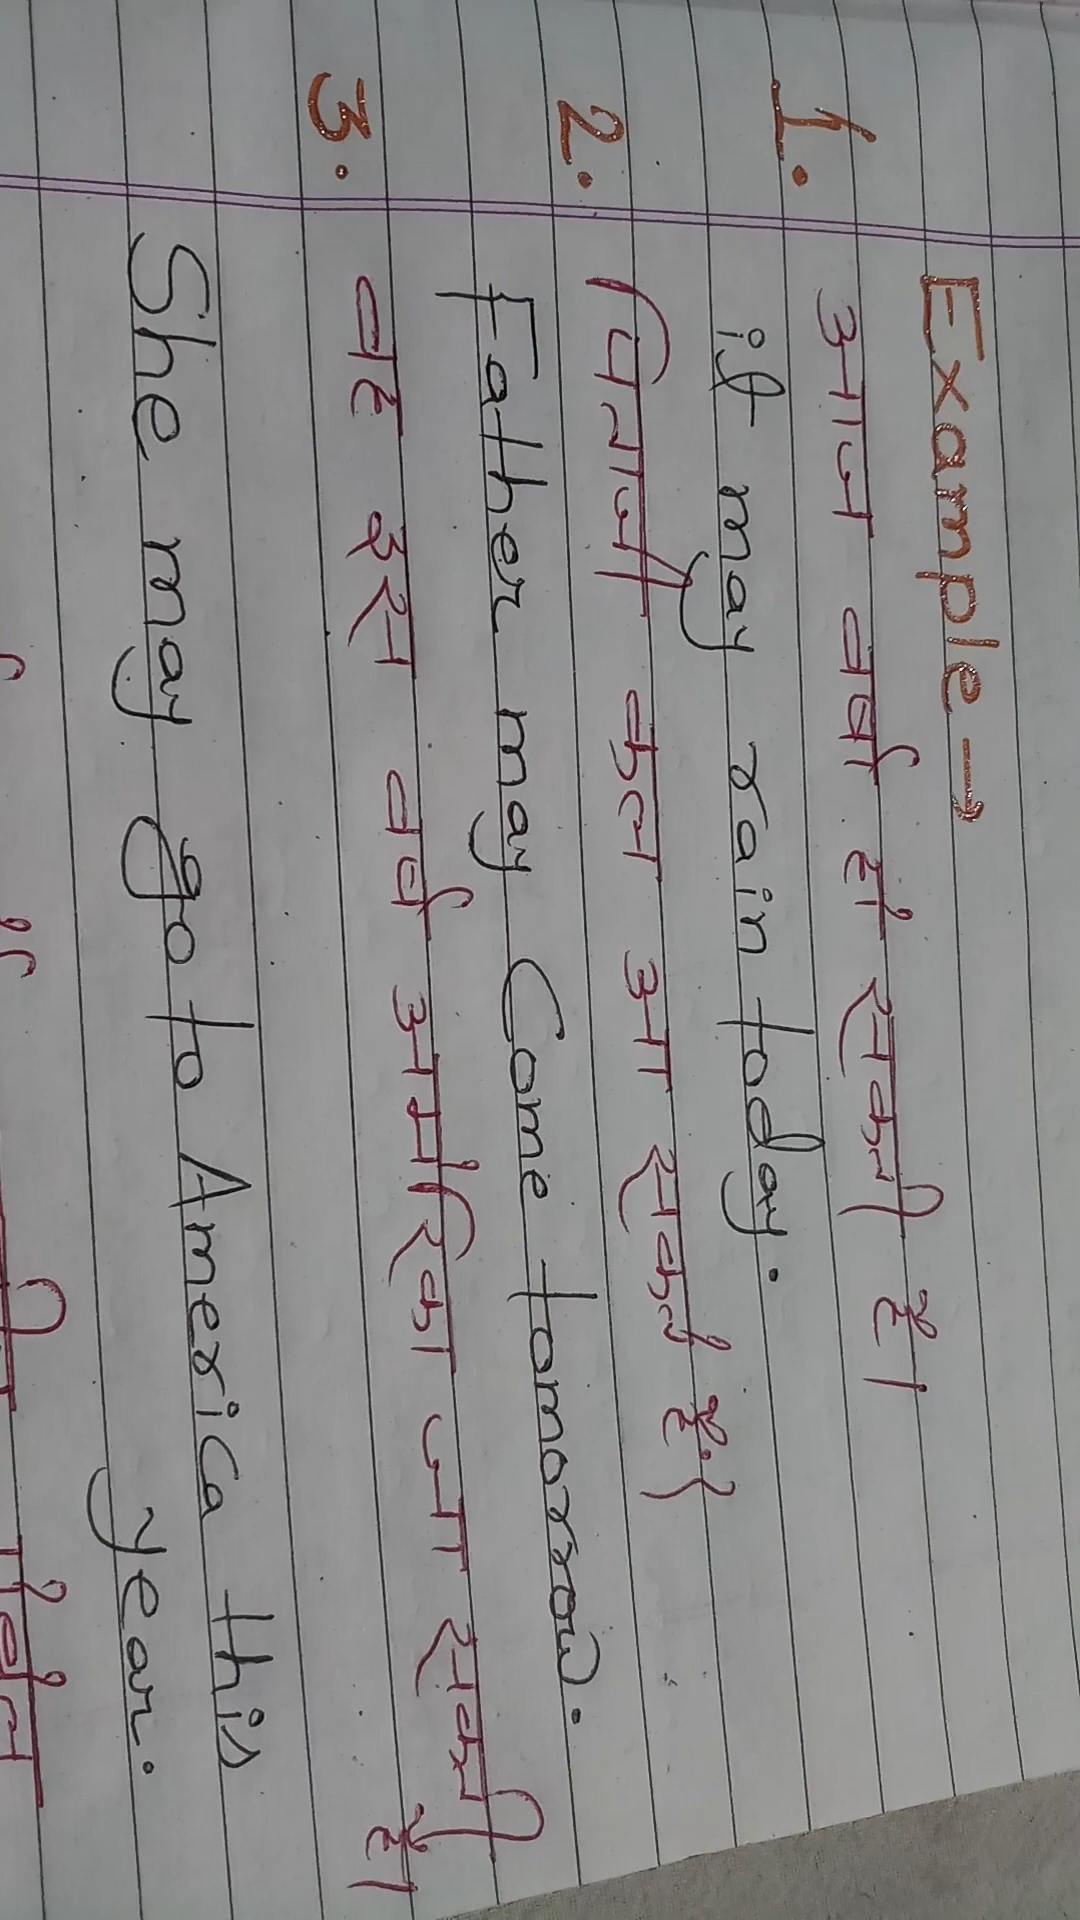 Example →
1. आज वर्षा हो सकती है।
it may rain today.
2. पिताजी कल आ सकते हैं।
Father may Come tomorrow.
3. वह इस वर्ष अमेरिका जा सकती है।
She may go to America this
year.